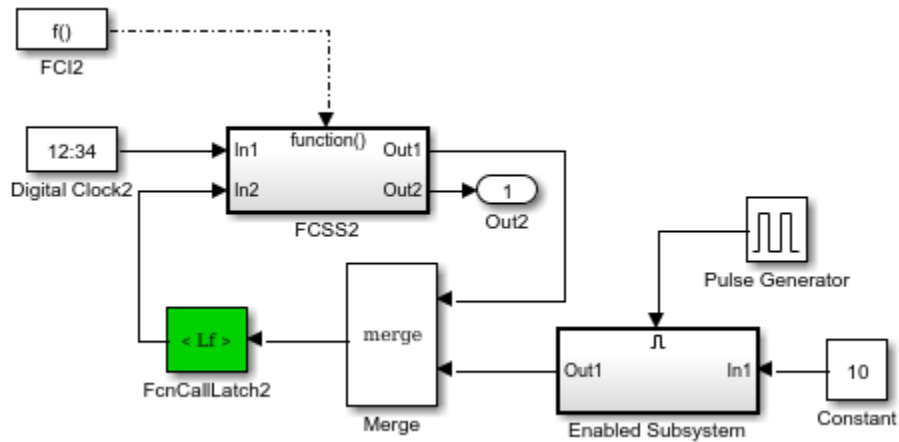 f()
FCI2
function()
12:34
In1
Out1
Digital Clock2
In2
Out2
1
FCSS2
Out2
Pulse Generator
merge
< Lf >
FcnCallLatch2
Merge
Out1
In1
10
Enabled Subsystem
Constant